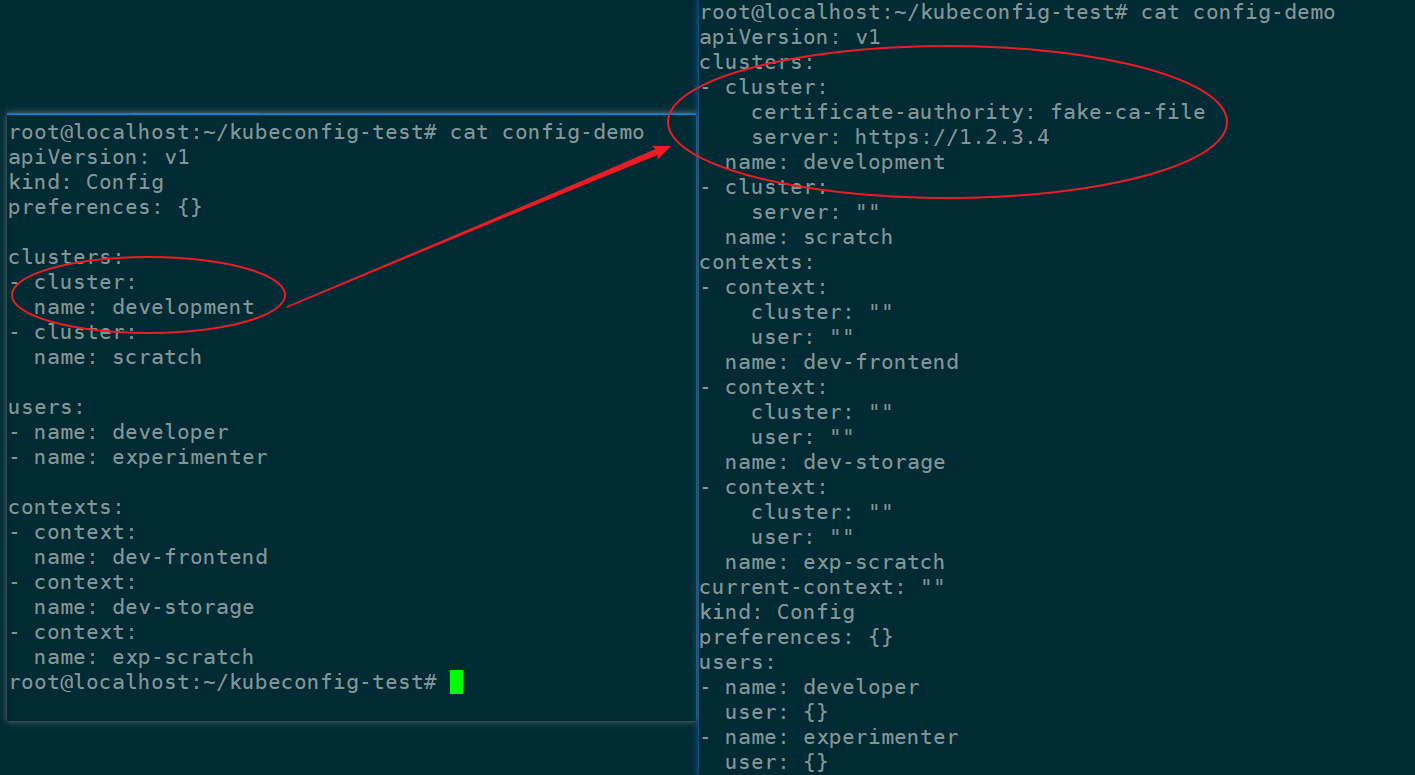 root@localhost:~/kubeconfig-test# cat config-demo
apiVersion: v1
kind: Config
preferences: {}

clusters:
- cluster:
  name: development
- cluster:
  name: scratch

users:
- name: developer
- name: experimenter

contexts:
- context:
  name: dev-frontend
- context:
  name: dev-storage
- context:
  name: exp-scratch
root@localhost:~/kubeconfig-test#
root@localhost:~/kubeconfig-test# cat config-demo
apiVersion: v1
clusters:
- cluster:
    certificate-authority: fake-ca-file
    server: https://1.2.3.4
  name: development
- cluster:
    server: ""
  name: scratch
contexts:
- context:
    cluster: ""
    user: ""
  name: dev-frontend
- context:
    cluster: ""
    user: ""
  name: dev-storage
- context:
    cluster: ""
    user: ""
  name: exp-scratch
current-context: ""
kind: Config
preferences: {}
users:
- name: developer
  user: {}
- name: experimenter
  user: {}